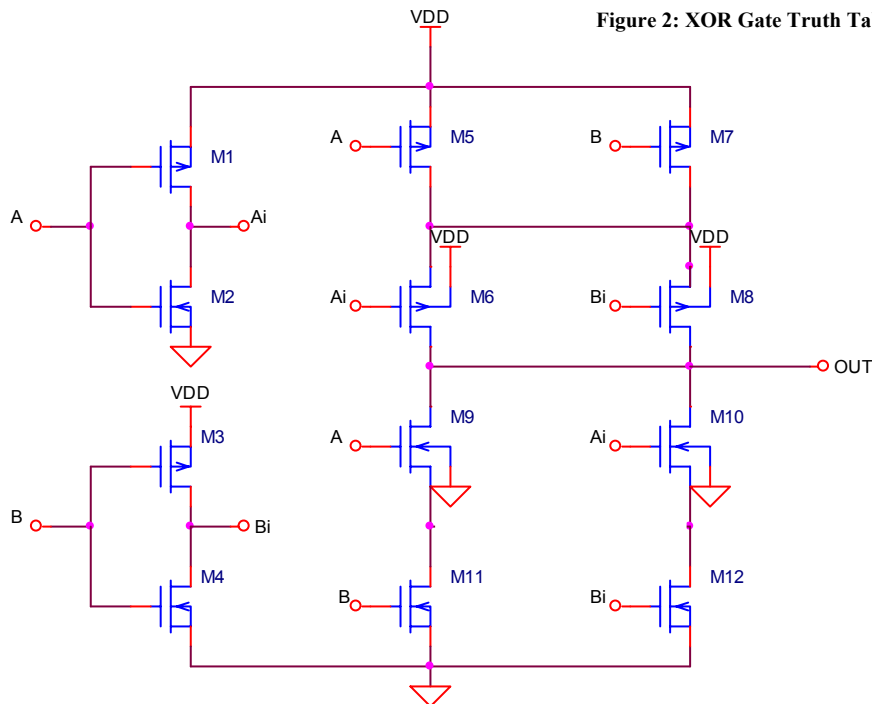 VDD
Figure 2: XOR Gate Truth Ta
M1
A
M5
B
M7
A
Ai
VDD
VDD
M2
Ai
M6
Bi
M8
OUT
VDD
M3
A
M9
Ai
M10
B
Bi
M4
B
M11
Bi
M12